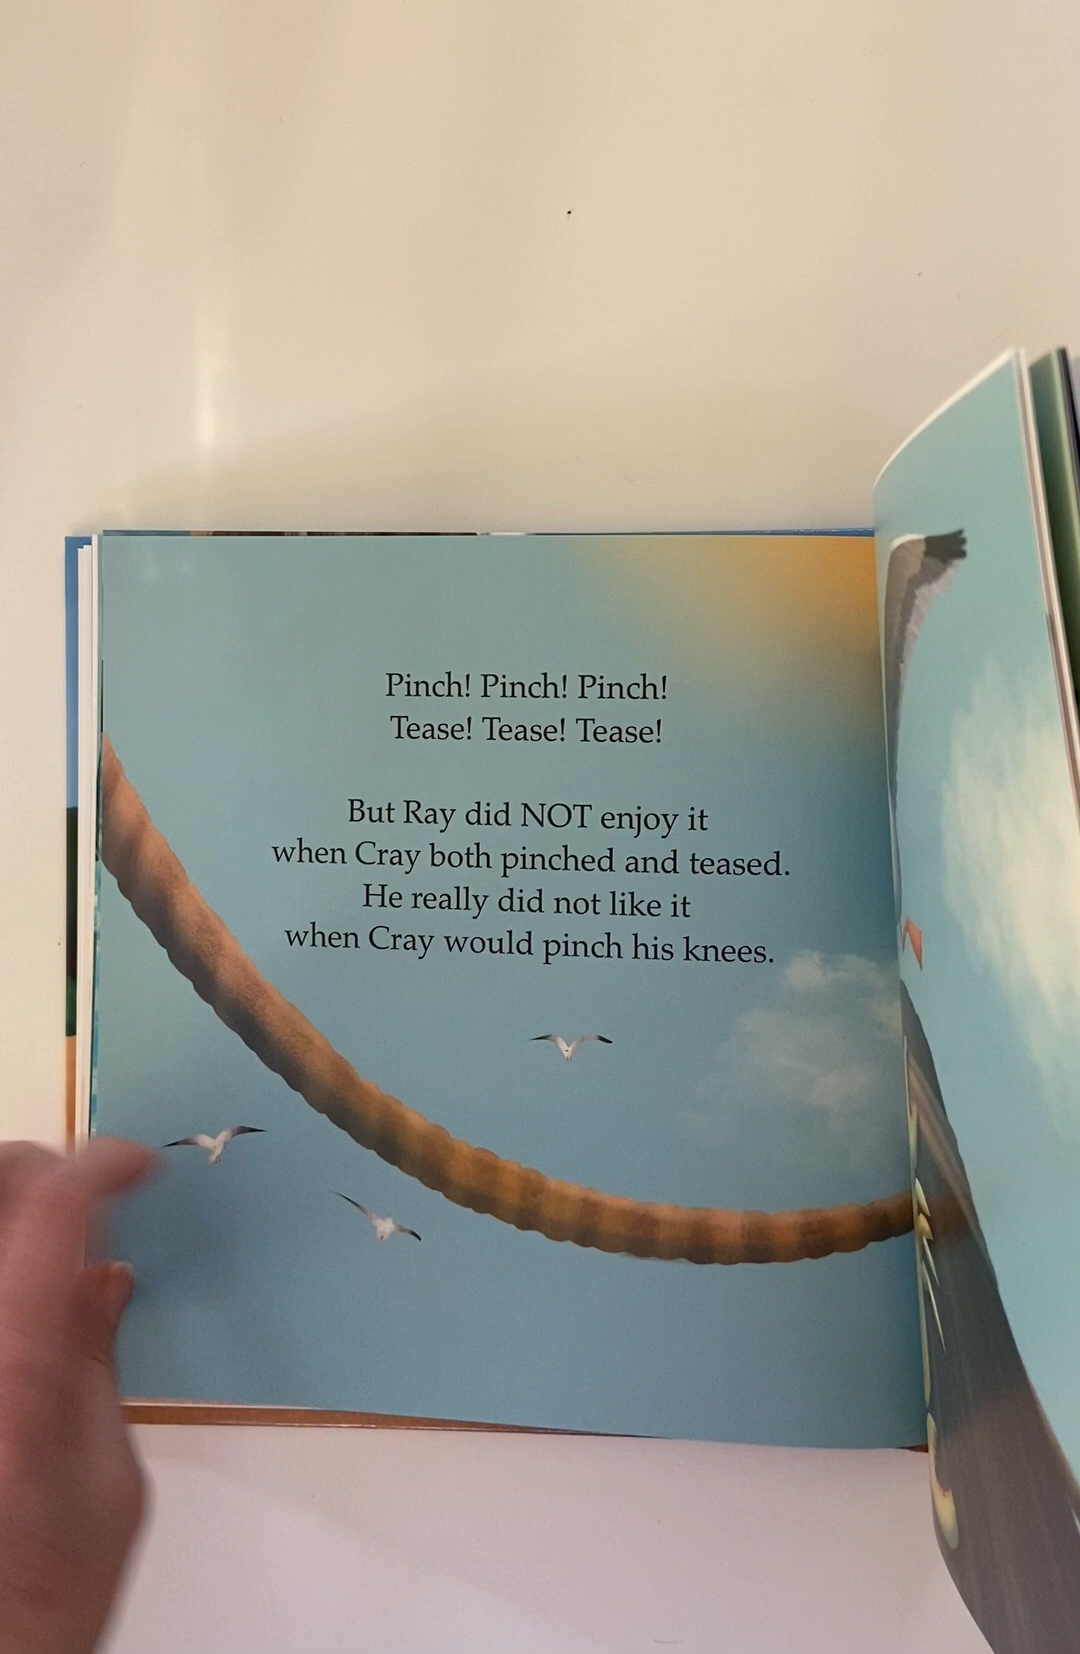 Pinch! Pinch! Pinch!
Tease! Tease! Tease!
But Ray did NOT enjoy it
when Cray both pinched and teased.
He really did not like it
when Cray would pinch his knees.